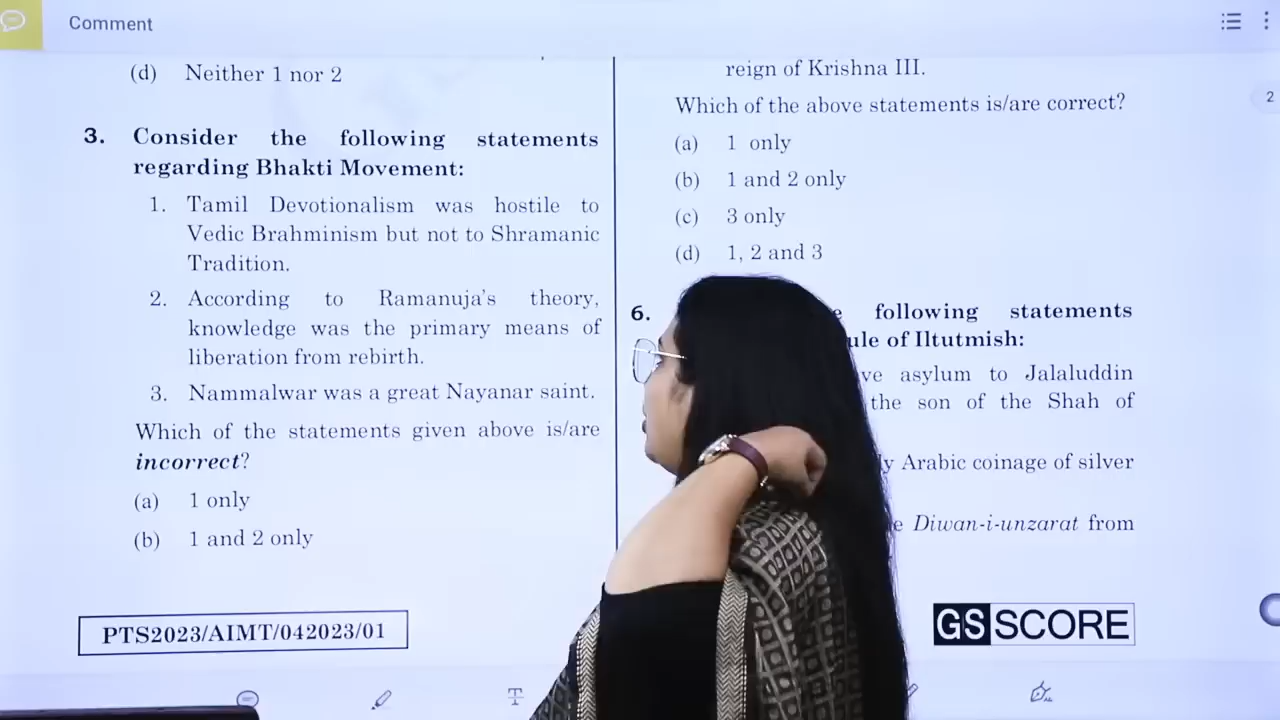 Comment
(d) Neither 1 nor 2
3. Consider the following statements
regarding Bhakti Movement:
1. Tamil Devotionalism was hostile to
Vedic Brahminism but not to Shramanic
Tradition.
2. According to Ramanuja's theory,
knowledge was the primary means of
liberation from rebirth.
3. Nammalwar was a great Nayanar saint.
Which of the statements given above is/are
incorrect?
(a) 1 only
(b) 1 and 2 only
PTS2023/AIMT/042023/01
reign of Krishna III.
Which of the above statements is/are correct?
(a) 1 only
(b) 1 and 2 only
(c) 3 only
(d) 1, 2 and 3
6. following statements
of Iltutmish:
asylum to Jalaluddin
the son of the Shah of
Arabic coinage of silver
Diwan-i-unzarat from
GS SCORE
2